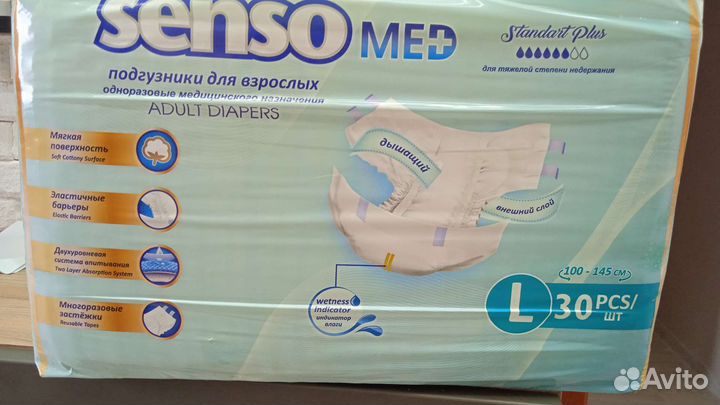 senso MED
Standart Plus
для тяжелой степени недержания
подгузники для взрослых
одноразовые медицинского назначения
ADULT DIAPERS
Мягкая
поверхность
Soft Cottony Surface
дышащий
внешний слой
Эластичные
барьеры
Elastic Barriers
Двухуровневая
система впитывания
Two Layer Absorption System
Многоразовые
застёжки
Reusable Tapes
wetness
indicator
индикатор
влаги
100 - 145 см
L 30 PCS/
шт
Avito